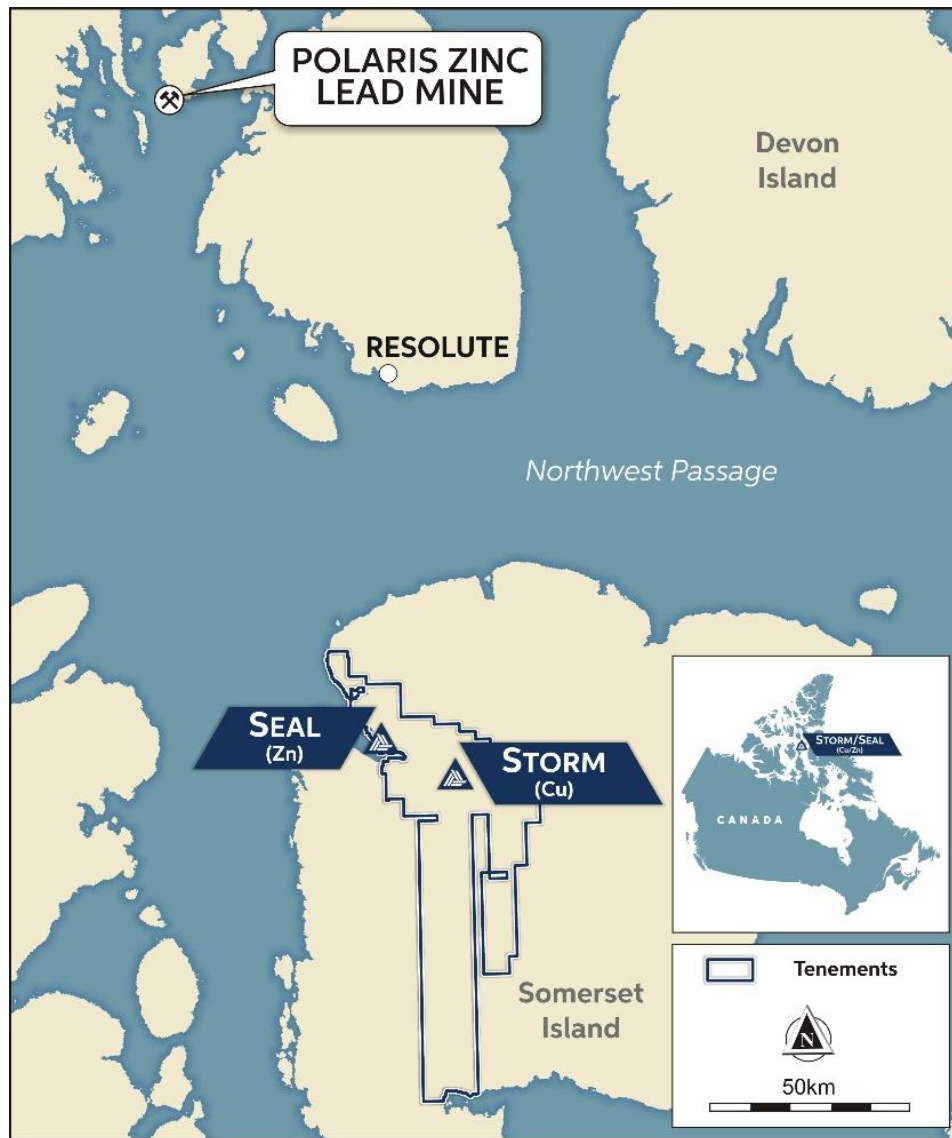 POLARIS ZINC
LEAD MINE
Devon
Island
RESOLUTE
Northwest Passage
SEAL
(Zn)
STORM
(Cu)
STORM/SEAL
(Cu/Zn)
CANADA
Somerset
Island
Tenements
N
50km